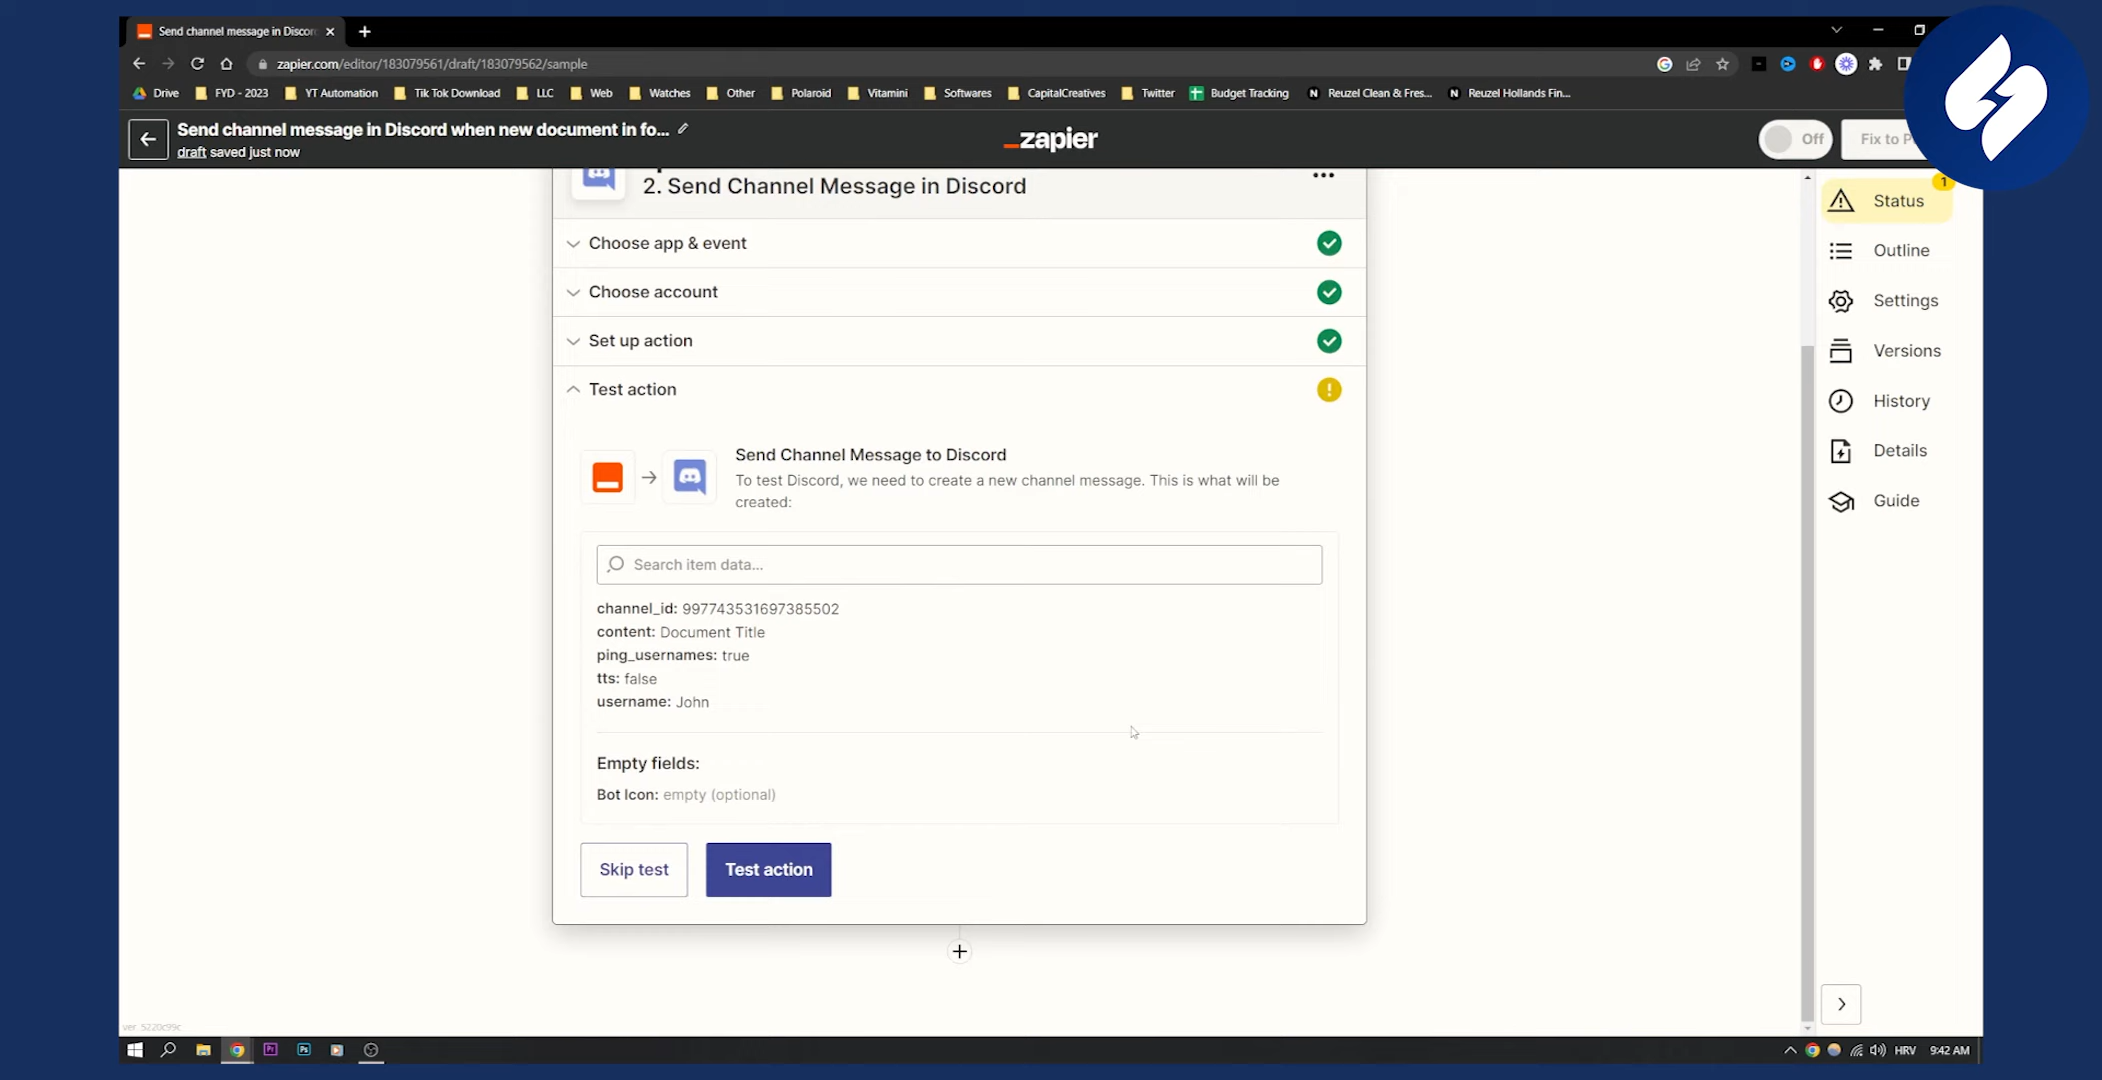 Send channel message in Discor
zapier.com/editor/183079561/draft/183079562/sample
Drive FYD - 2023 YT Automation Tik Tok Download LLC Web Watches Other Polaroid Vitamini Softwares CapitalCreatives Twitter Budget Tracking Reuzel Clean & Fres... Reuzel Hollands Fin...
Send channel message in Discord when new document in fo...
draft saved just now
zapier
Off
Fix to P
2. Send Channel Message in Discord
Choose app & event
Choose account
Set up action
Test action
Send Channel Message to Discord
To test Discord, we need to create a new channel message. This is what will be
created:
Search item data...
channel_id: 997743531697385502
content: Document Title
ping_usernames: true
tts: false
username: John
Empty fields:
Bot Icon: empty (optional)
Skip test
Test action
1
Status
Outline
Settings
Versions
History
Details
Guide
ver. 5220c99c
Pr
Ps
HRV 9:42 AM